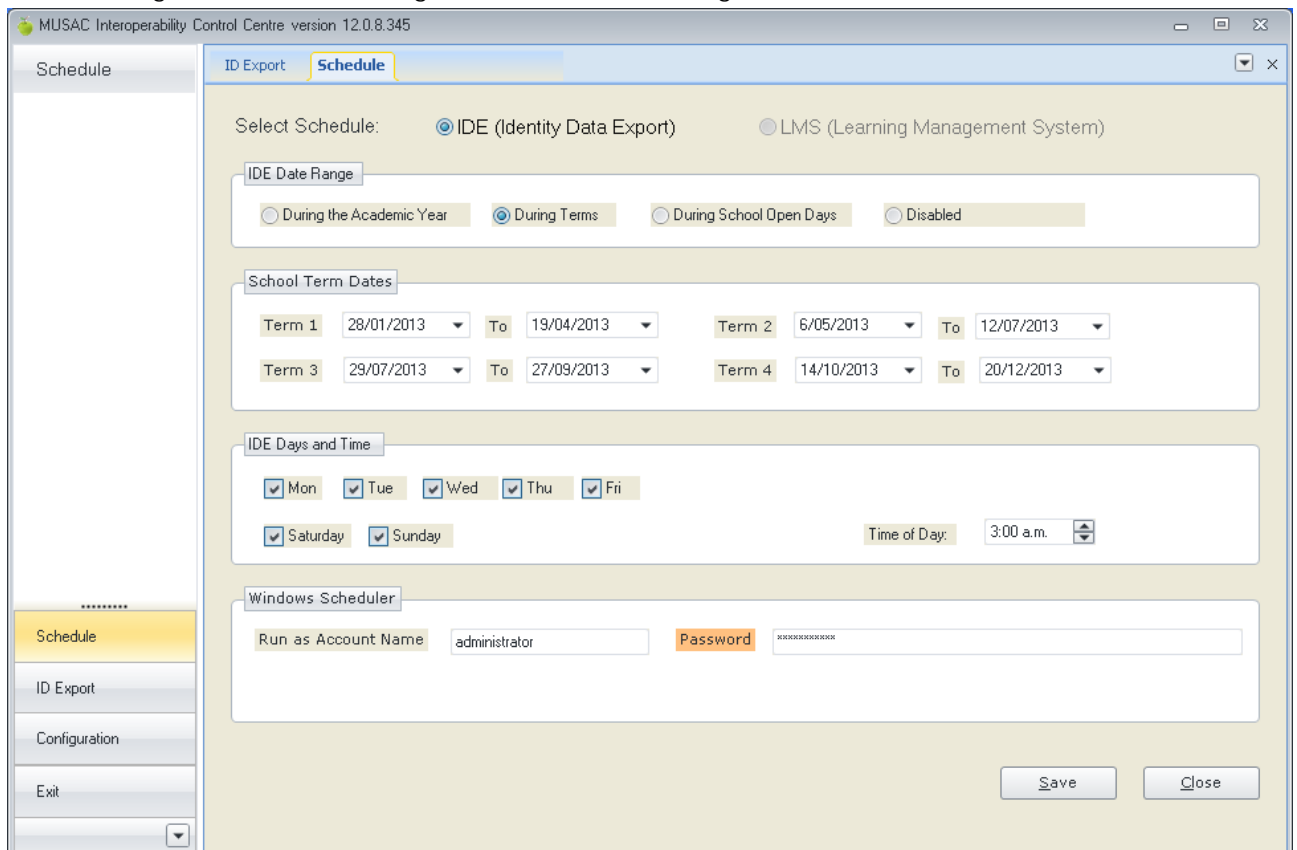 MUSAC Interoperability Control Centre version 12.0.8.345
Schedule
ID Export Schedule
Select Schedule: IDE (Identity Data Export) LMS (Learning Management System)
IDE Date Range
During the Academic Year During Terms During School Open Days Disabled
School Term Dates
Term 1 28/01/2013 To 19/04/2013 Term 2 6/05/2013 To 12/07/2013
Term 3 29/07/2013 To 27/09/2013 Term 4 14/10/2013 To 20/12/2013
IDE Days and Time
Mon Tue Wed Thu Fri
Saturday Sunday Time of Day: 3:00 a.m.
Windows Scheduler
Run as Account Name administrator Password ***********
Schedule
ID Export
Configuration
Exit
Save Close